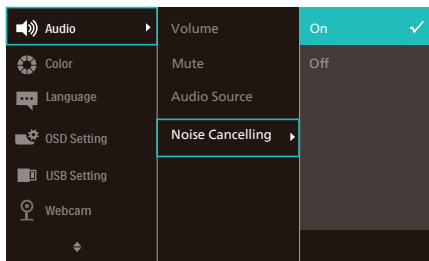 Audio
Color
Language
OSD Setting
USB Setting
Webcam
Volume
Mute
Audio Source
Noise Cancelling
On
Off